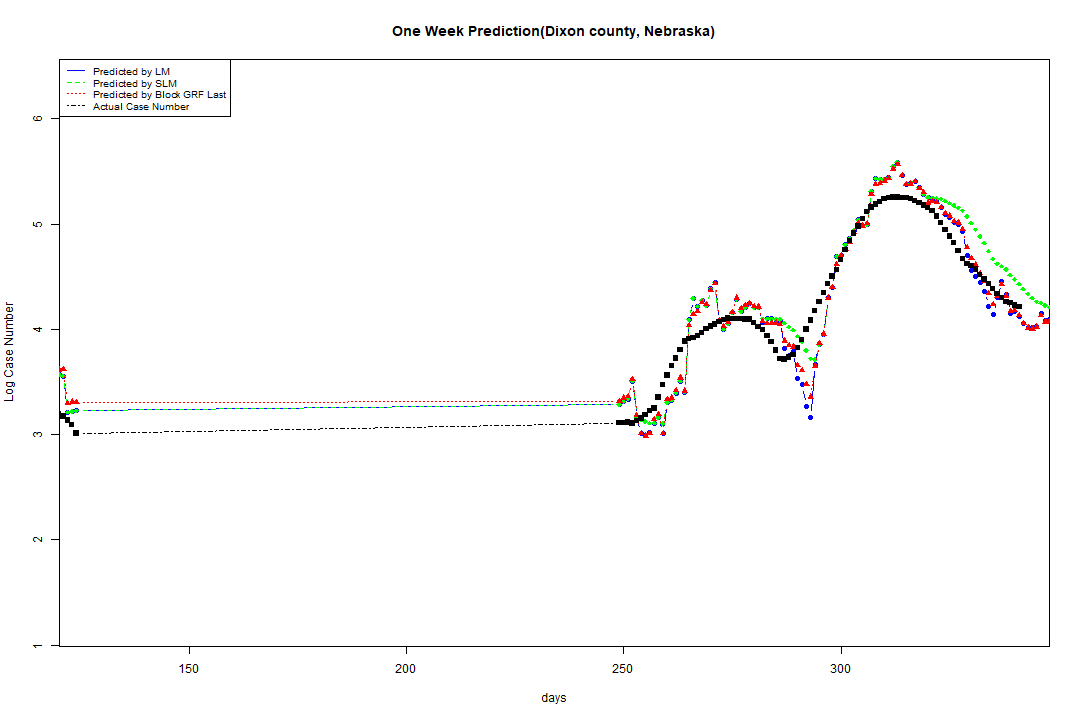 One Week Prediction(Dixon county, Nebraska)
Predicted by LM
Predicted by SLM
Predicted by Block GRF Last
Actual Case Number
6
5
4
3
2
1
Log Case Number
150
200
250
300
days